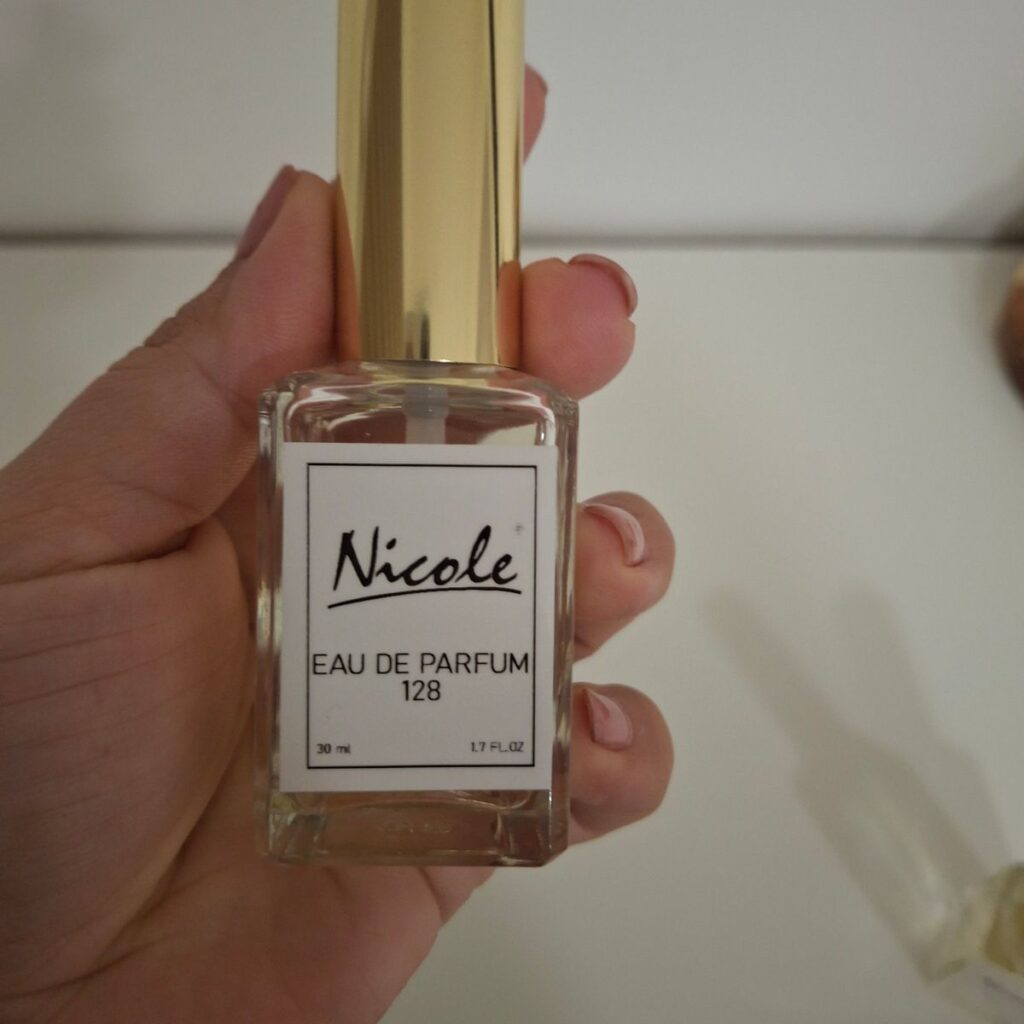 Nicole
EAU DE PARFUM
128
30 ml
1.7 FL.OZ